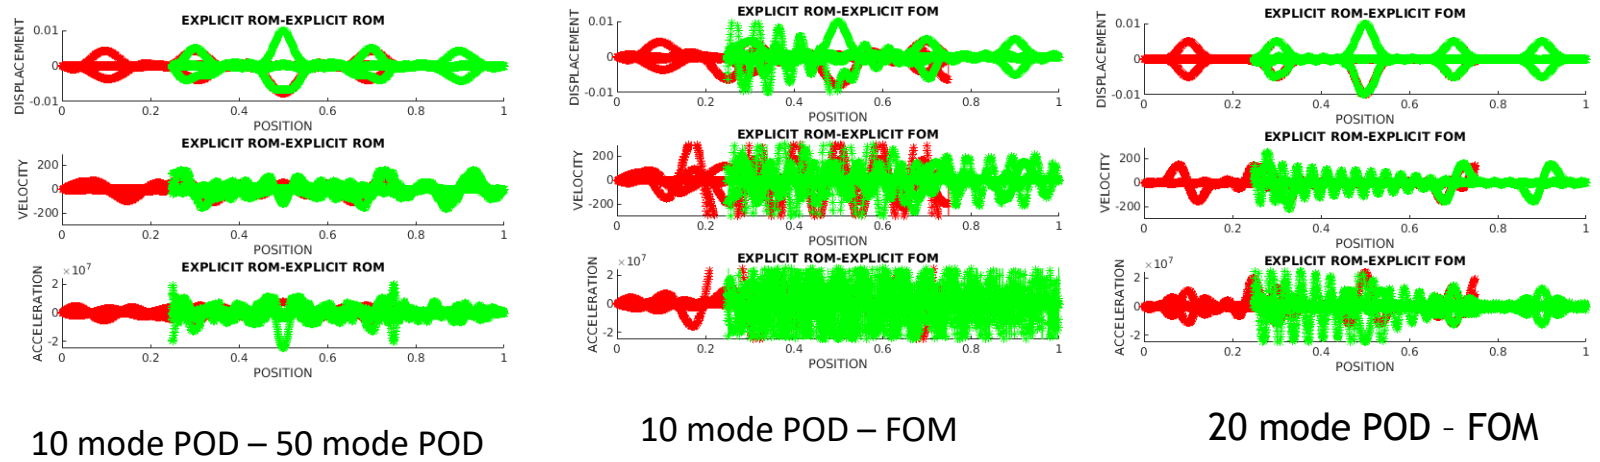 EXPLICIT ROM-EXPLICIT ROM
DISPLACEMENT
0.01
0
-0.01
0 0.2 0.4 0.6 0.8 1
POSITION
EXPLICIT ROM-EXPLICIT ROM
VELOCITY
200
0
-200
0 0.2 0.4 0.6 0.8 1
POSITION
EXPLICIT ROM-EXPLICIT ROM
×10⁷
ACCELERATION
2
0
-2
0 0.2 0.4 0.6 0.8 1
POSITION
10 mode POD – 50 mode POD
EXPLICIT ROM-EXPLICIT FOM
DISPLACEMENT
0.01
0
-0.01
0 0.2 0.4 0.6 0.8 1
POSITION
EXPLICIT ROM-EXPLICIT FOM
VELOCITY
200
0
-200
0 0.2 0.4 0.6 0.8 1
POSITION
EXPLICIT ROM-EXPLICIT FOM
×10⁷
ACCELERATION
2
0
-2
0 0.2 0.4 0.6 0.8 1
POSITION
10 mode POD – FOM
EXPLICIT ROM-EXPLICIT FOM
DISPLACEMENT
0.01
0
-0.01
0 0.2 0.4 0.6 0.8 1
POSITION
EXPLICIT ROM-EXPLICIT FOM
VELOCITY
200
0
-200
0 0.2 0.4 0.6 0.8 1
POSITION
EXPLICIT ROM-EXPLICIT FOM
×10⁷
ACCELERATION
2
0
-2
0 0.2 0.4 0.6 0.8 1
POSITION
20 mode POD - FOM